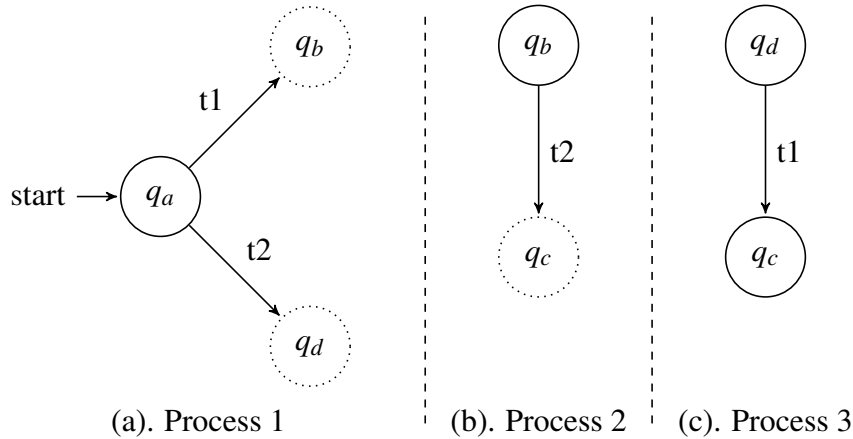 q_b
t1
start
q_a
t2
q_d
(a). Process 1
q_b
t2
q_c
(b). Process 2
q_d
t1
q_c
(c). Process 3